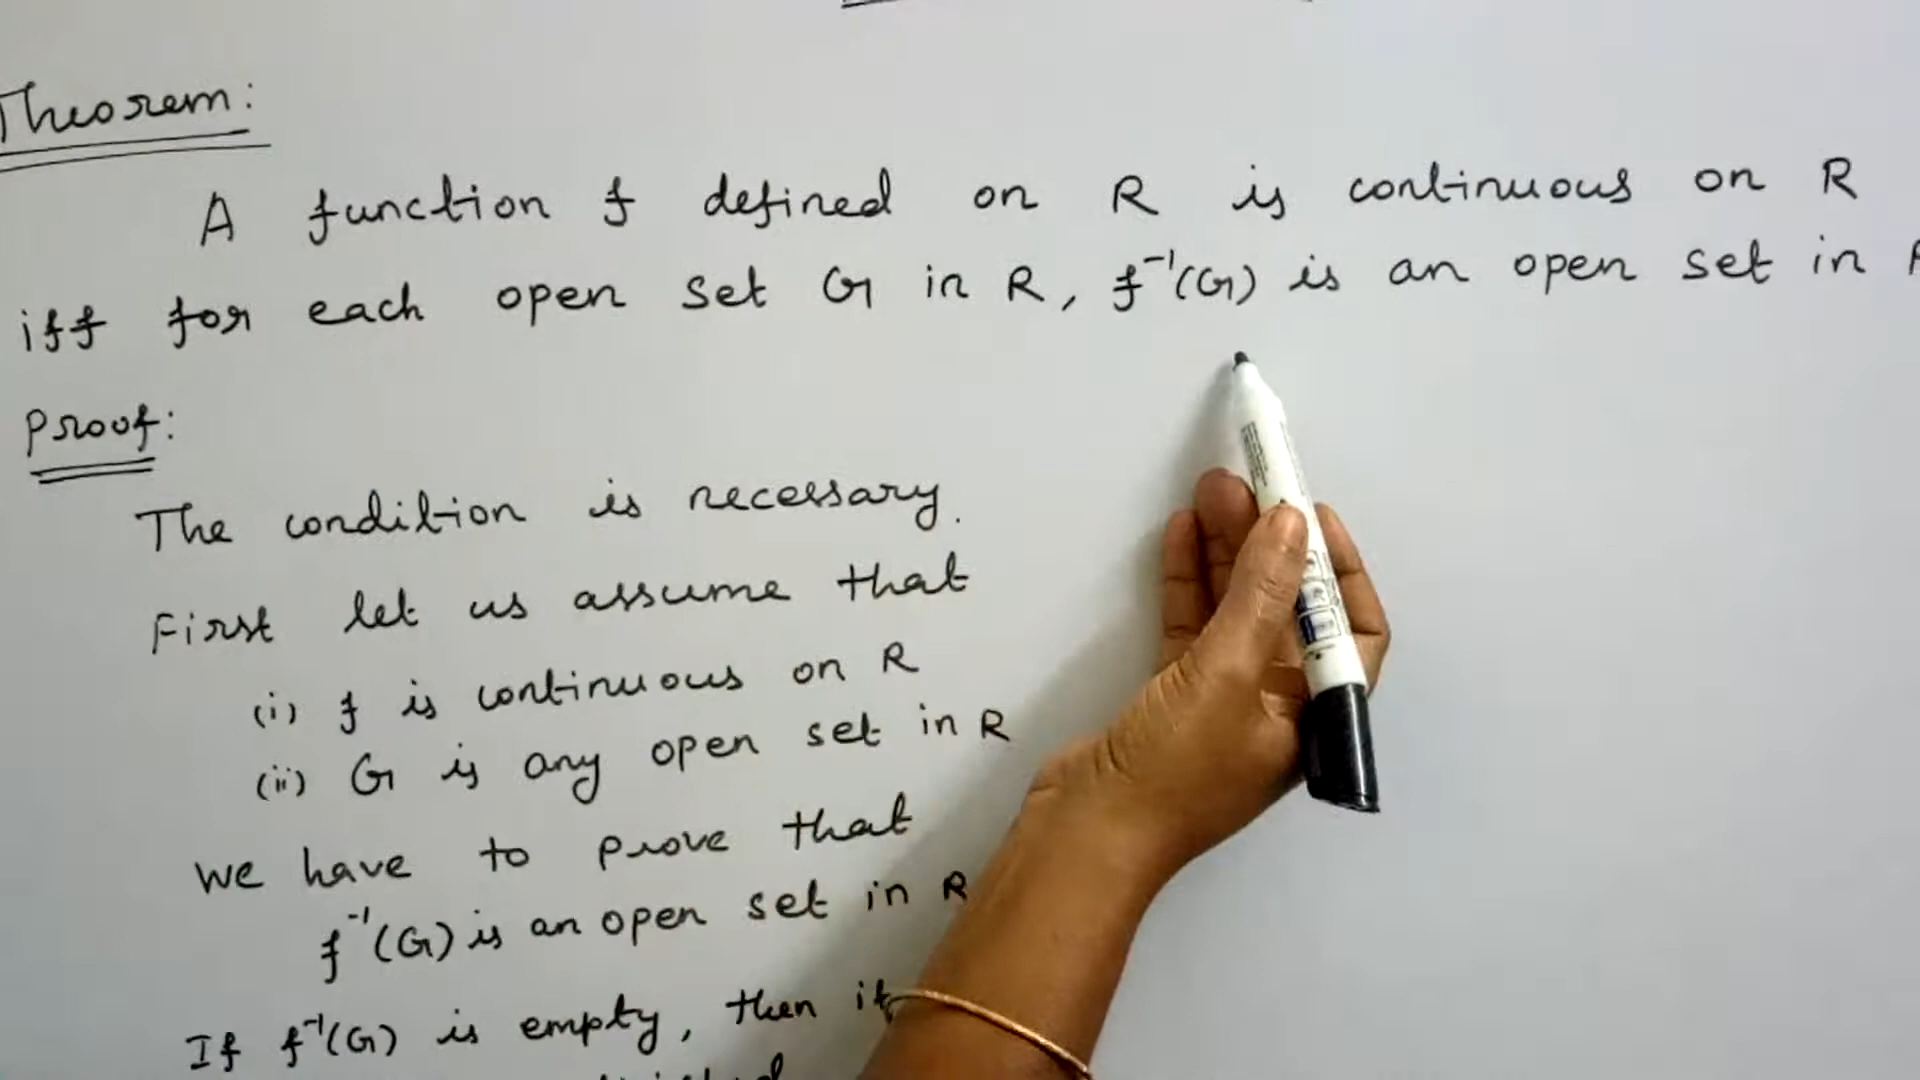 Theorem:
A function f defined on R is continuous on R
iff for each open set G in R, f⁻¹(G) is an open set in
Proof:
The condition is necessary.
First let us assume that
(i) f is continuous on R
(ii) G is any open set in R
We have to prove that
f⁻¹(G) is an open set in R
If f⁻¹(G) is empty, then it